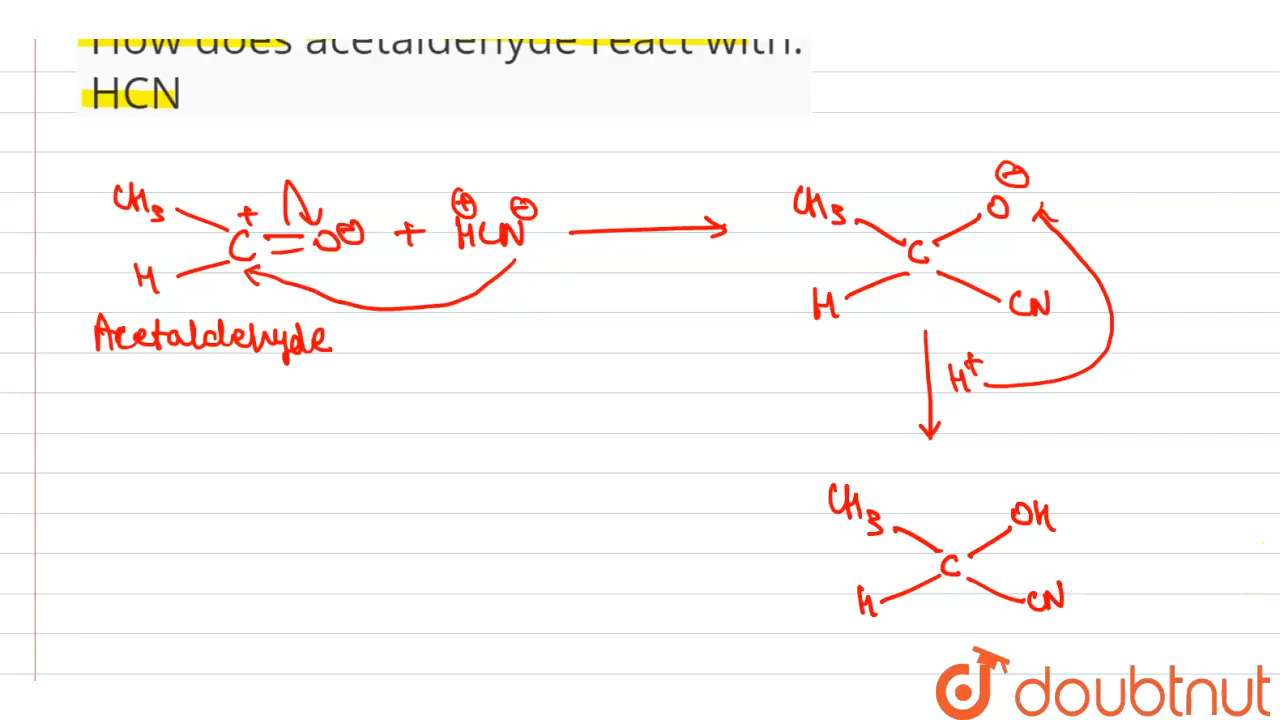 How does acetaldehyde react with:
HCN
CH3
H
C=O
+
⊖
+
⊕ ⊖
HCN
Acetaldehyde
CH3
⊖
O
C
H
CN
H+
CH3
OH
C
H
CN
doubtnut